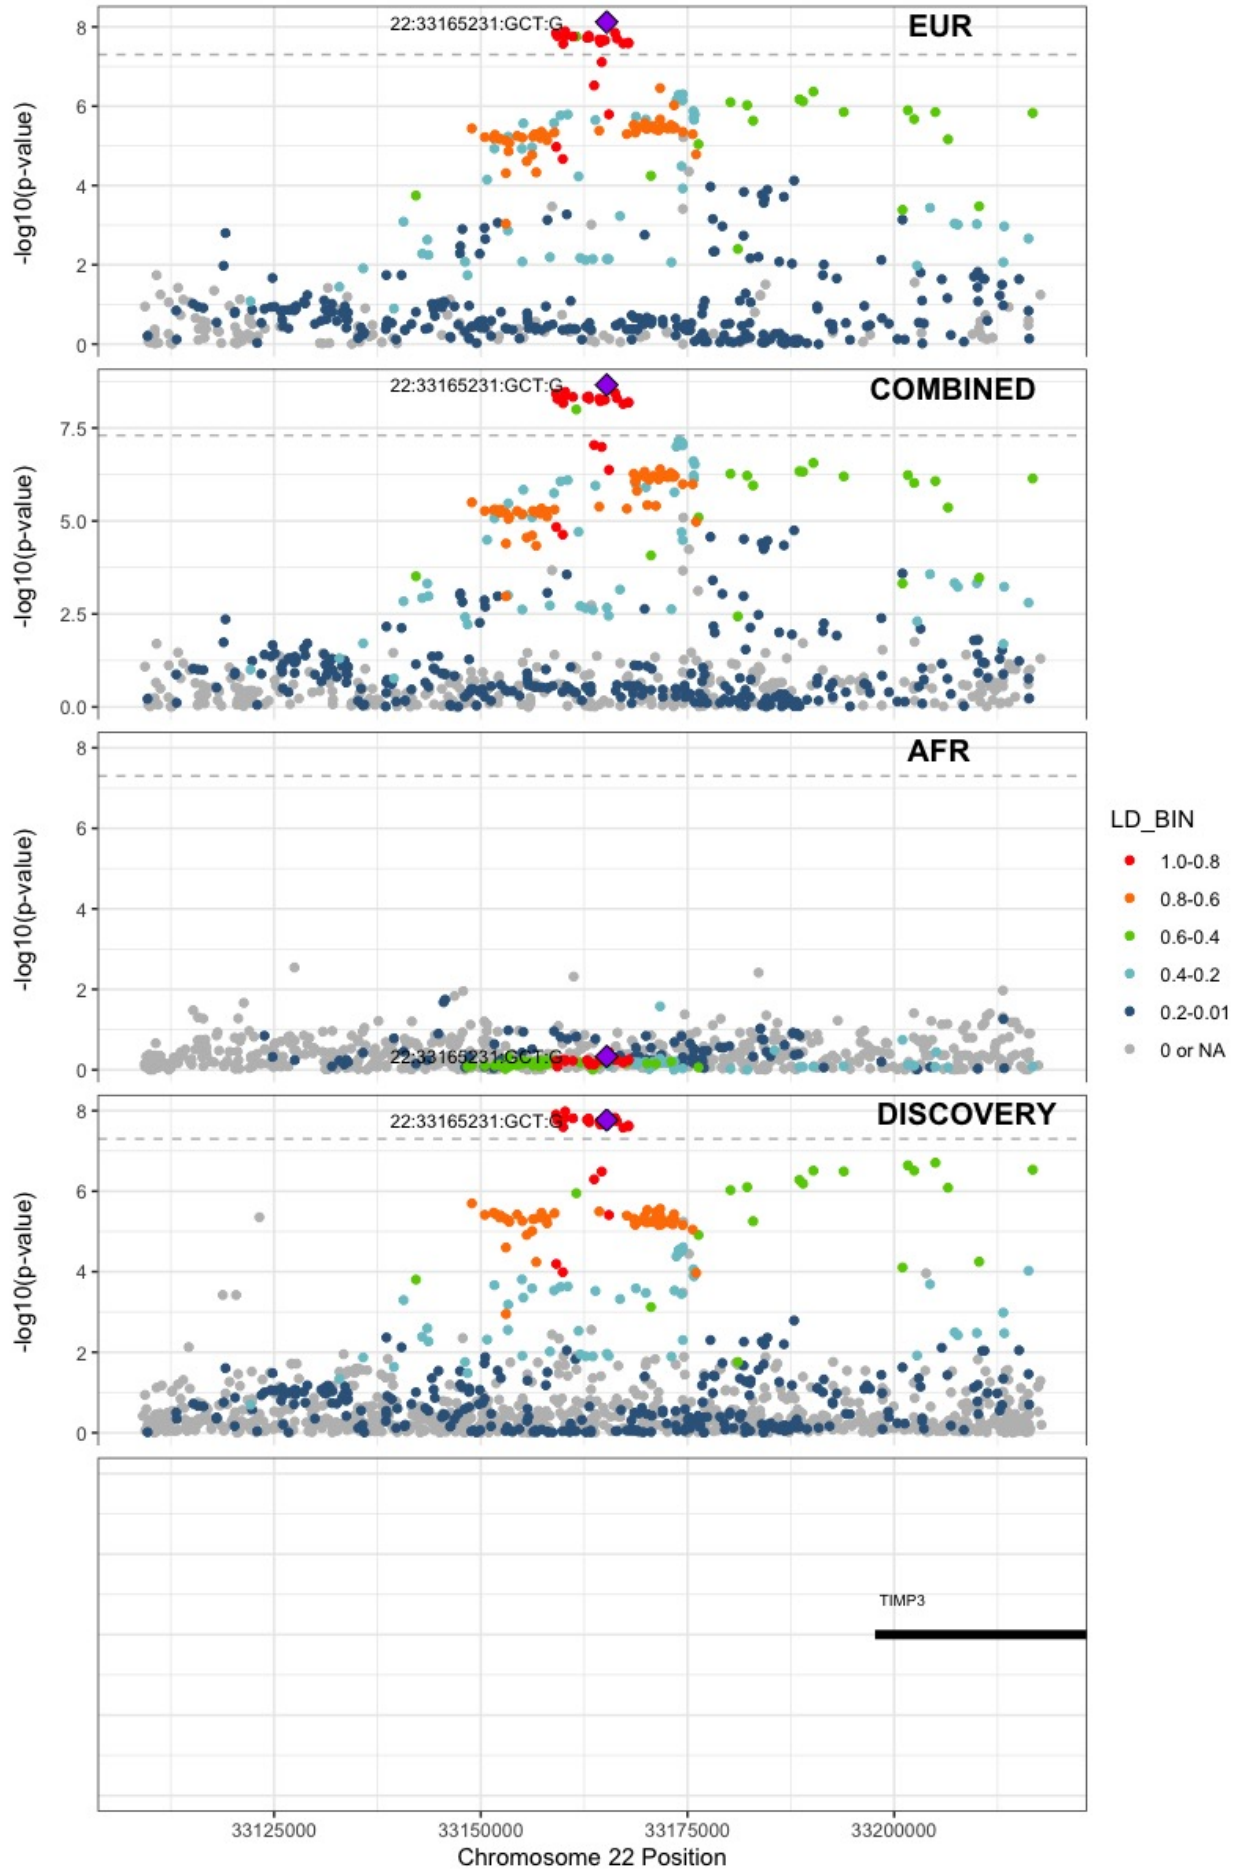 EUR
22:33165231:GCT:G
8
6
4
2
0
-log10(p-value)
COMBINED
22:33165231:GCT:G
7.5
5.0
2.5
0.0
-log10(p-value)
AFR
22:33165231:GCT:G
8
6
4
2
0
-log10(p-value)
DISCOVERY
22:33165231:GCT:G
8
6
4
2
0
-log10(p-value)
TIMP3
33125000 33150000 33175000 33200000
Chromosome 22 Position
LD_BIN
1.0-0.8
0.8-0.6
0.6-0.4
0.4-0.2
0.2-0.01
0 or NA